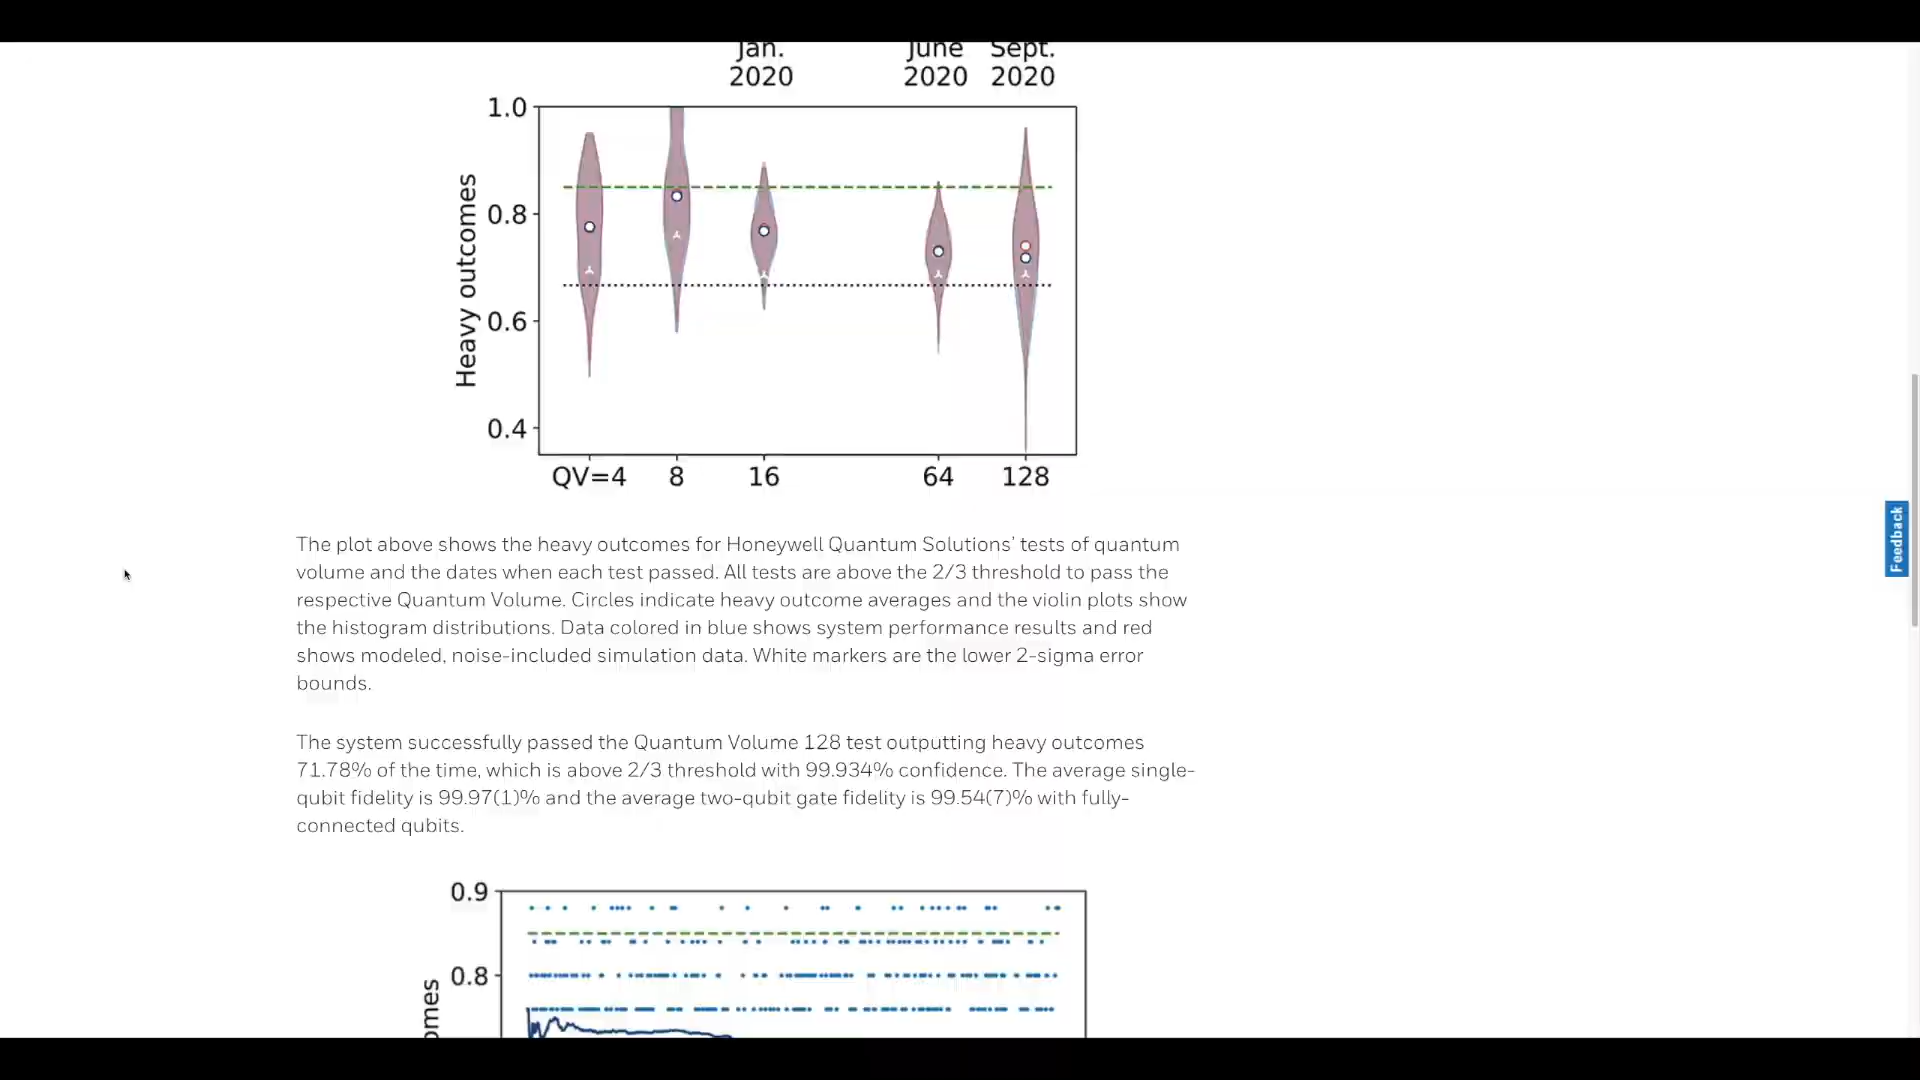 Jan. June Sept.
2020 2020 2020
1.0
0.8
0.6
0.4
Heavy outcomes
QV=4 8 16 64 128
The plot above shows the heavy outcomes for Honeywell Quantum Solutions' tests of quantum
volume and the dates when each test passed. All tests are above the 2/3 threshold to pass the
respective Quantum Volume. Circles indicate heavy outcome averages and the violin plots show
the histogram distributions. Data colored in blue shows system performance results and red
shows modeled, noise-included simulation data. White markers are the lower 2-sigma error
bounds.
The system successfully passed the Quantum Volume 128 test outputting heavy outcomes
71.78% of the time, which is above 2/3 threshold with 99.934% confidence. The average single-
qubit fidelity is 99.97(1)% and the average two-qubit gate fidelity is 99.54(7)% with fully-
connected qubits.
0.9
0.8
omes
Feedback